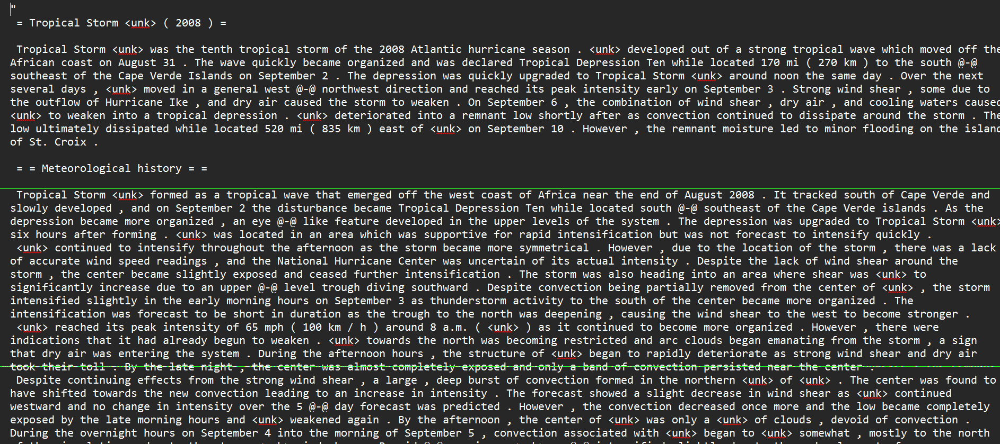 "
= Tropical Storm <unk> ( 2008 ) =
Tropical Storm <unk> was the tenth tropical storm of the 2008 Atlantic hurricane season . <unk> developed out of a strong tropical wave which moved off the
African coast on August 31 . The wave quickly became organized and was declared Tropical Depression Ten while located 170 mi ( 270 km ) to the south @-@
southeast of the Cape Verde Islands on September 2 . The depression was quickly upgraded to Tropical Storm <unk> around noon the same day . Over the next
several days , <unk> moved in a general west @-@ northwest direction and reached its peak intensity early on September 3 . Strong wind shear , some due to
the outflow of Hurricane Ike , and dry air caused the storm to weaken . On September 6 , the combination of wind shear , dry air , and cooling waters caused
<unk> to weaken into a tropical depression . <unk> deteriorated into a remnant low shortly after as convection continued to dissipate around the storm . The
low ultimately dissipated while located 520 mi ( 835 km ) east of <unk> on September 10 . However , the remnant moisture led to minor flooding on the island
of St. Croix .
= = Meteorological history = =
Tropical Storm <unk> formed as a tropical wave that emerged off the west coast of Africa near the end of August 2008 . It tracked south of Cape Verde and
slowly developed , and on September 2 the disturbance became Tropical Depression Ten while located south @-@ southeast of the Cape Verde islands . As the
depression became more organized , an eye @-@ like feature developed in the upper levels of the system . The depression was upgraded to Tropical Storm <unk>
six hours after forming . <unk> was located in an area which was supportive for rapid intensification but was not forecast to intensify quickly .
<unk> continued to intensify throughout the afternoon as the storm became more symmetrical . However , due to the location of the storm , there was a lack
of accurate wind speed readings , and the National Hurricane Center was uncertain of its actual intensity . Despite the lack of wind shear around the
storm , the center became slightly exposed and ceased further intensification . The storm was also heading into an area where shear was <unk> to
significantly increase due to an upper @-@ level trough diving southward . Despite convection being partially removed from the center of <unk> , the storm
intensified slightly in the early morning hours on September 3 as thunderstorm activity to the south of the center became more organized . The
intensification was forecast to be short in duration as the trough to the north was deepening , causing the wind shear to the west to become stronger .
<unk> reached its peak intensity of 65 mph ( 100 km / h ) around 8 a.m. ( <unk> ) as it continued to become more organized . However , there were
indications that it had already begun to weaken . <unk> towards the north was becoming restricted and arc clouds began emanating from the storm , a sign
that dry air was entering the system . During the afternoon hours , the structure of <unk> began to rapidly deteriorate as strong wind shear and dry air
took their toll . By the late night , the center was almost completely exposed and only a band of convection persisted near the center .
Despite continuing effects from the strong wind shear , a large , deep burst of convection formed in the northern <unk> of <unk> . The center was found to
have shifted towards the new convection leading to an increase in intensity . The forecast showed a slight decrease in wind shear as <unk> continued
westward and no change in intensity over the 5 @-@ day forecast was predicted . However , the convection decreased once more and the low became completely
exposed by the late morning hours and <unk> weakened again . By the afternoon , the center of <unk> was only a <unk> of clouds , devoid of convection .
During the overnight hours on September 4 into the morning of September 5 , convection associated with <unk> began to <unk> somewhat , mostly to the north